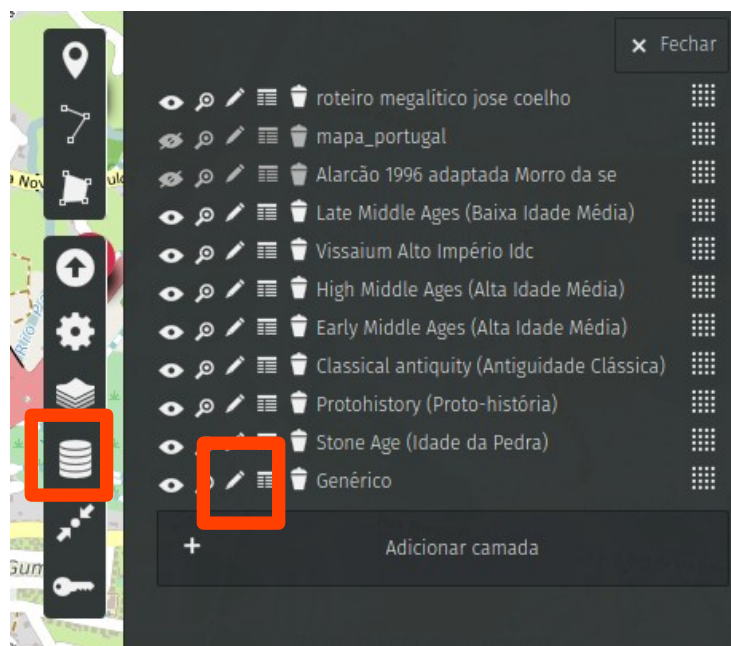 × Fechar
roteiro megalítico jose coelho
mapa_portugal
Alarcão 1996 adaptada Morro da se
Late Middle Ages (Baixa Idade Média)
Vissaium Alto Império Idc
High Middle Ages (Alta Idade Média)
Early Middle Ages (Alta Idade Média)
Classical antiquity (Antiguidade Clássica)
Protohistory (Proto-história)
Stone Age (Idade da Pedra)
Genérico
+ Adicionar camada